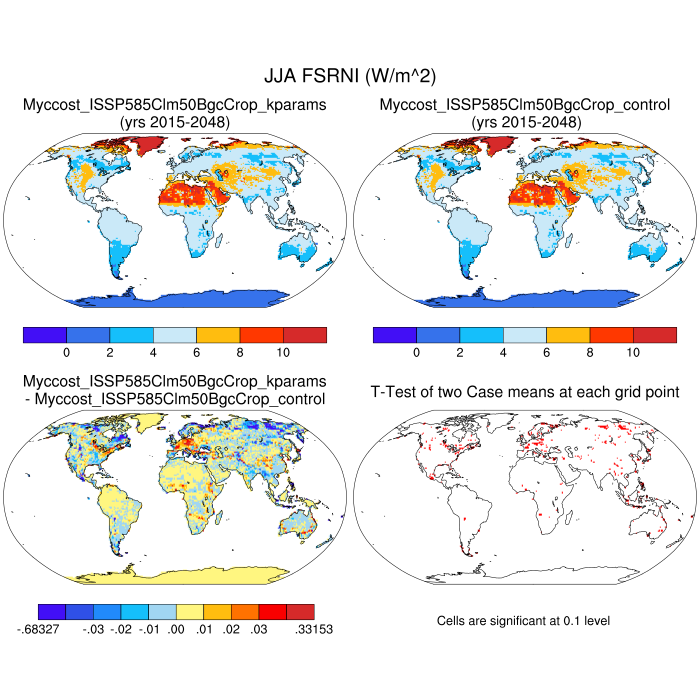 JJA FSRNI (W/m^2)
Myccost_ISSP585Clm50BgcCrop_kparams
(yrs 2015-2048)
Myccost_ISSP585Clm50BgcCrop_control
(yrs 2015-2048)
0 2 4 6 8 10
0 2 4 6 8 10
Myccost_ISSP585Clm50BgcCrop_kparams
- Myccost_ISSP585Clm50BgcCrop_control
T-Test of two Case means at each grid point
-.68327 -.03 -.02 -.01 .00 .01 .02 .03 .33153
Cells are significant at 0.1 level